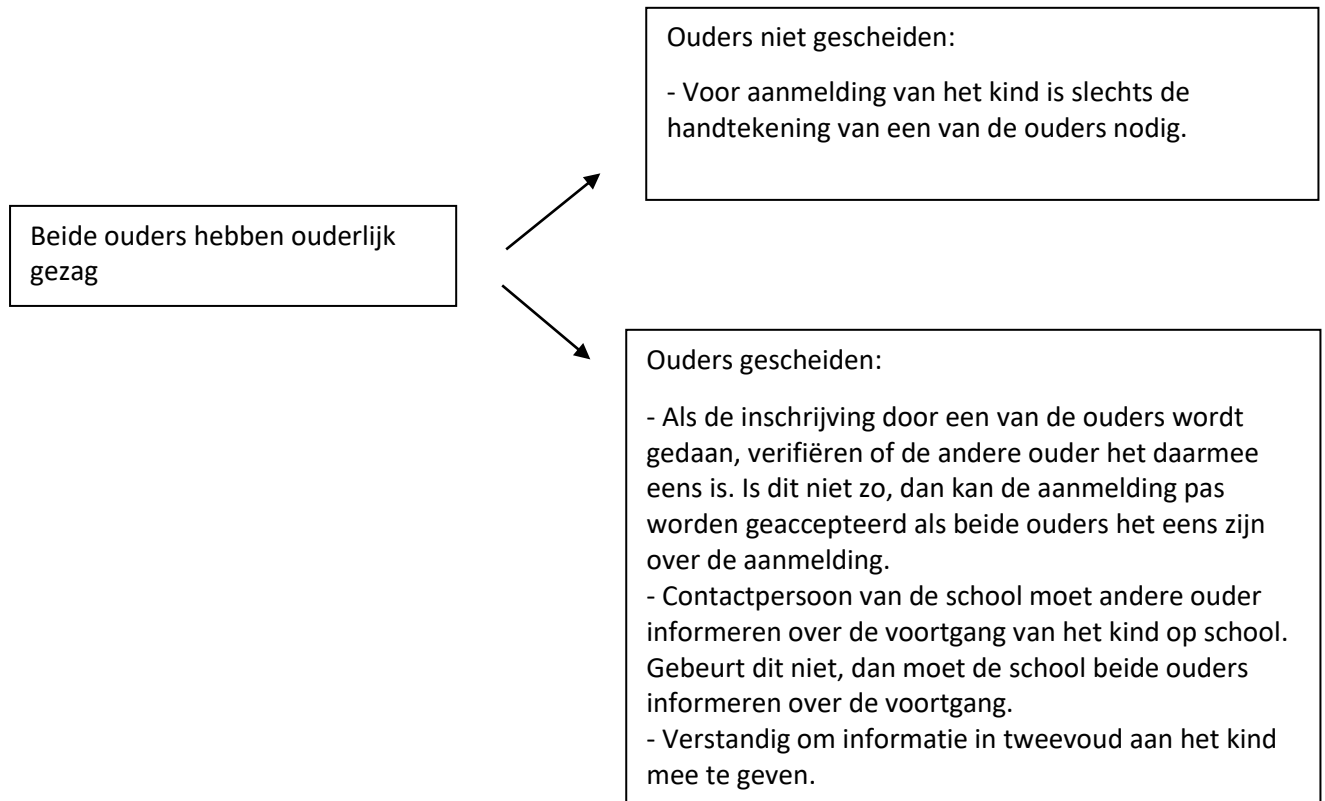 Beide ouders hebben ouderlijk
gezag
Ouders niet gescheiden:
- Voor aanmelding van het kind is slechts de
handtekening van een van de ouders nodig.
Ouders gescheiden:
- Als de inschrijving door een van de ouders wordt
gedaan, verifiëren of de andere ouder het daarmee
eens is. Is dit niet zo, dan kan de aanmelding pas
worden geaccepteerd als beide ouders het eens zijn
over de aanmelding.
- Contactpersoon van de school moet andere ouder
informeren over de voortgang van het kind op school.
Gebeurt dit niet, dan moet de school beide ouders
informeren over de voortgang.
- Verstandig om informatie in tweevoud aan het kind
mee te geven.